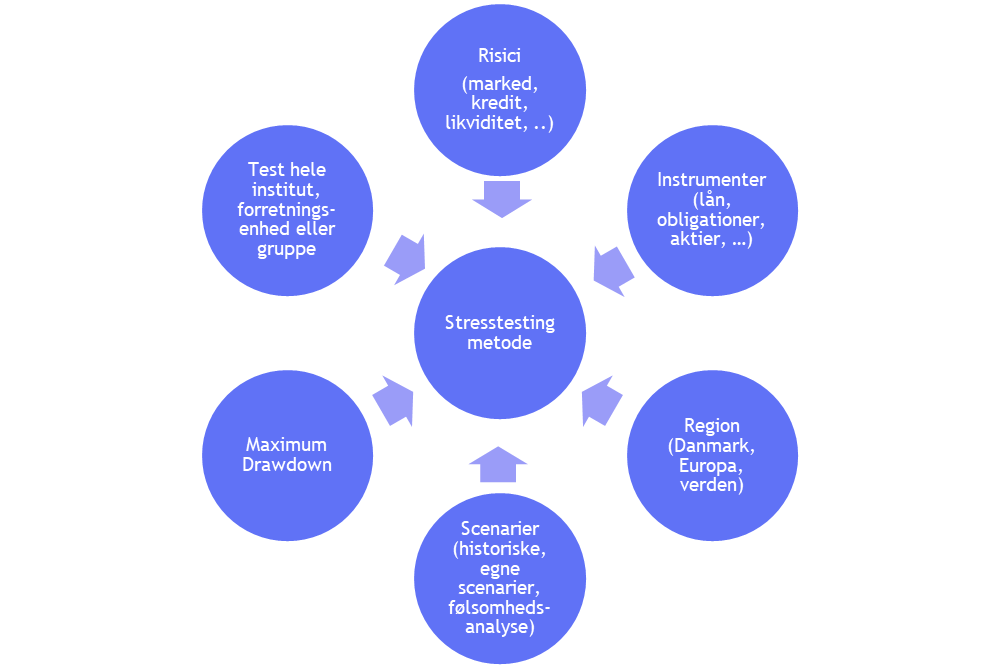 Risici
(marked,
kredit,
likviditet, ..)
Test hele
institut,
forretnings-
enhed eller
gruppe
Instrumenter
(lån,
obligationer,
aktier, …)
Stresstesting
metode
Maximum
Drawdown
Region
(Danmark,
Europa,
verden)
Scenarier
(historiske,
egne
scenarier,
følsomheds-
analyse)